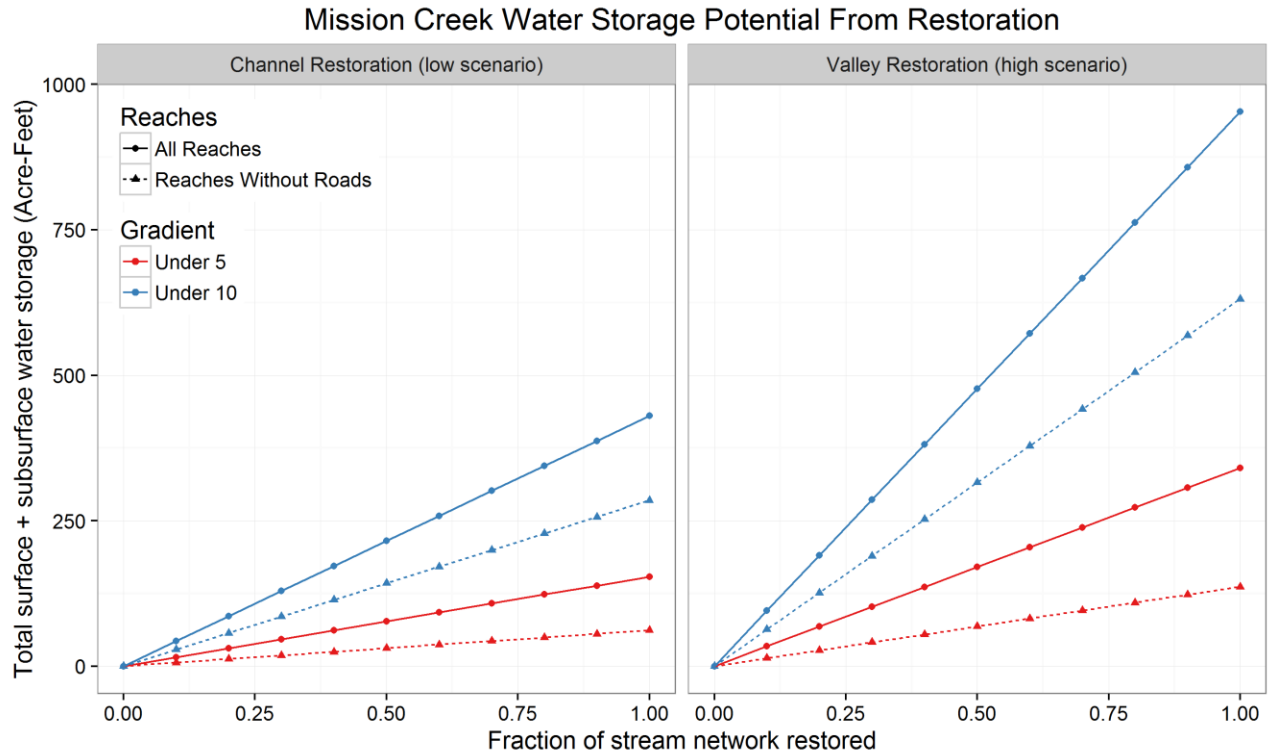 Mission Creek Water Storage Potential From Restoration
Channel Restoration (low scenario)
Valley Restoration (high scenario)
Total surface + subsurface water storage (Acre-Feet)
1000
750
500
250
0
Reaches
All Reaches
Reaches Without Roads
Gradient
Under 5
Under 10
0.00
0.25
0.50
0.75
1.00
0.00
0.25
0.50
0.75
1.00
Fraction of stream network restored